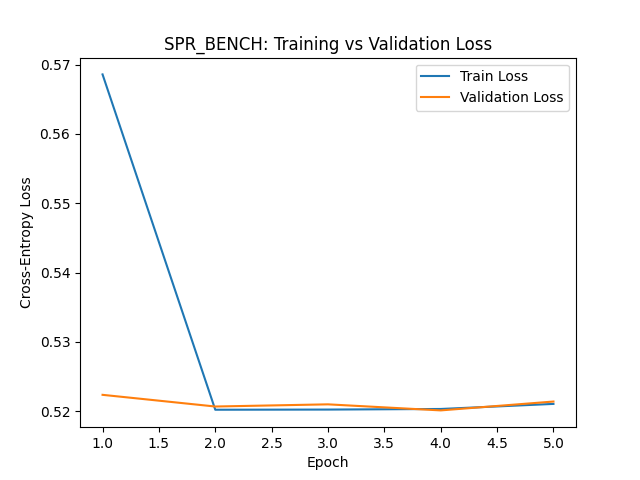 SPR_BENCH: Training vs Validation Loss
Train Loss
Validation Loss
Cross-Entropy Loss
0.57
0.56
0.55
0.54
0.53
0.52
1.0 1.5 2.0 2.5 3.0 3.5 4.0 4.5 5.0
Epoch